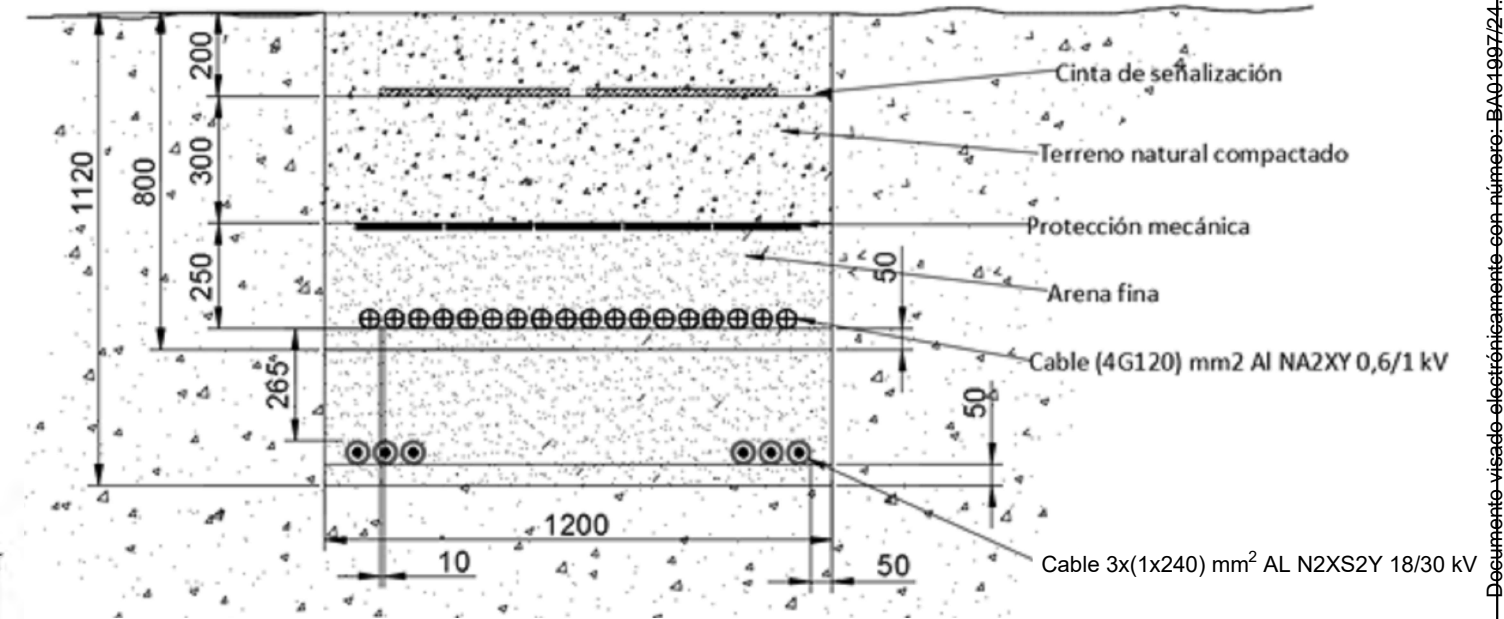 200
Cinta de señalización
300
Terreno natural compactado
1120
800
Protección mecánica
250
50
Arena fina
Cable (4G120) mm2 Al NA2XY 0,6/1 kV
265
50
1200
10
50
Cable 3x(1x240) mm² AL N2XS2Y 18/30 kV
Documento visado electrónicamente con número: BA01997/24.